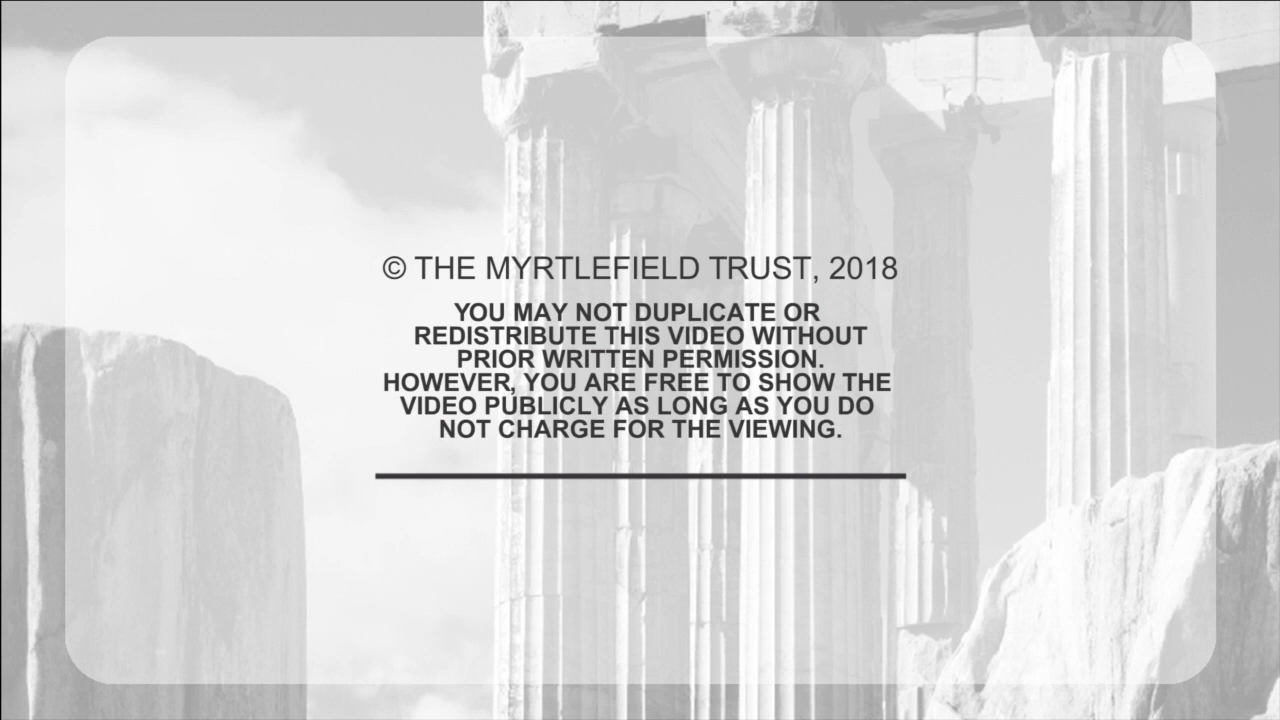 © THE MYRTLEFIELD TRUST, 2018
YOU MAY NOT DUPLICATE OR
REDISTRIBUTE THIS VIDEO WITHOUT
PRIOR WRITTEN PERMISSION.
HOWEVER, YOU ARE FREE TO SHOW THE
VIDEO PUBLICLY AS LONG AS YOU DO
NOT CHARGE FOR THE VIEWING.